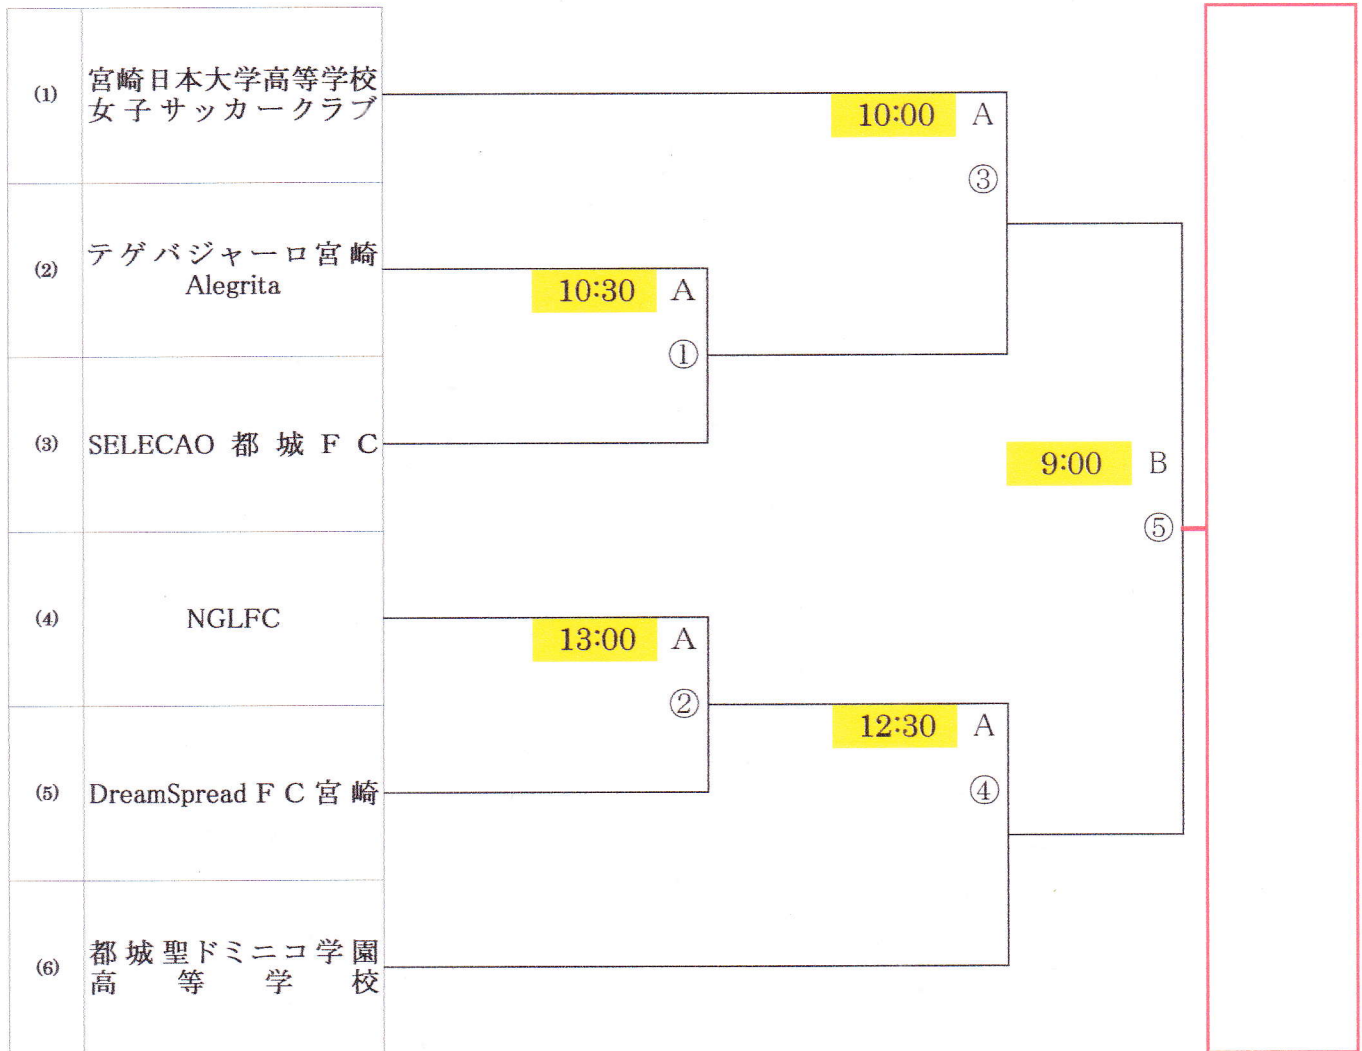 (1)
宮崎日本大学高等学校
女子サッカークラブ
10:00 A
③
(2)
テゲバジャーロ宮崎
Alegrita
10:30 A
①
(3)
SELECAO 都 城 F C
9:00 B
⑤
(4)
NGLFC
13:00 A
②
12:30 A
(5)
DreamSpread F C 宮 崎
④
(6)
都城聖ドミニコ学園
高 等 学 校